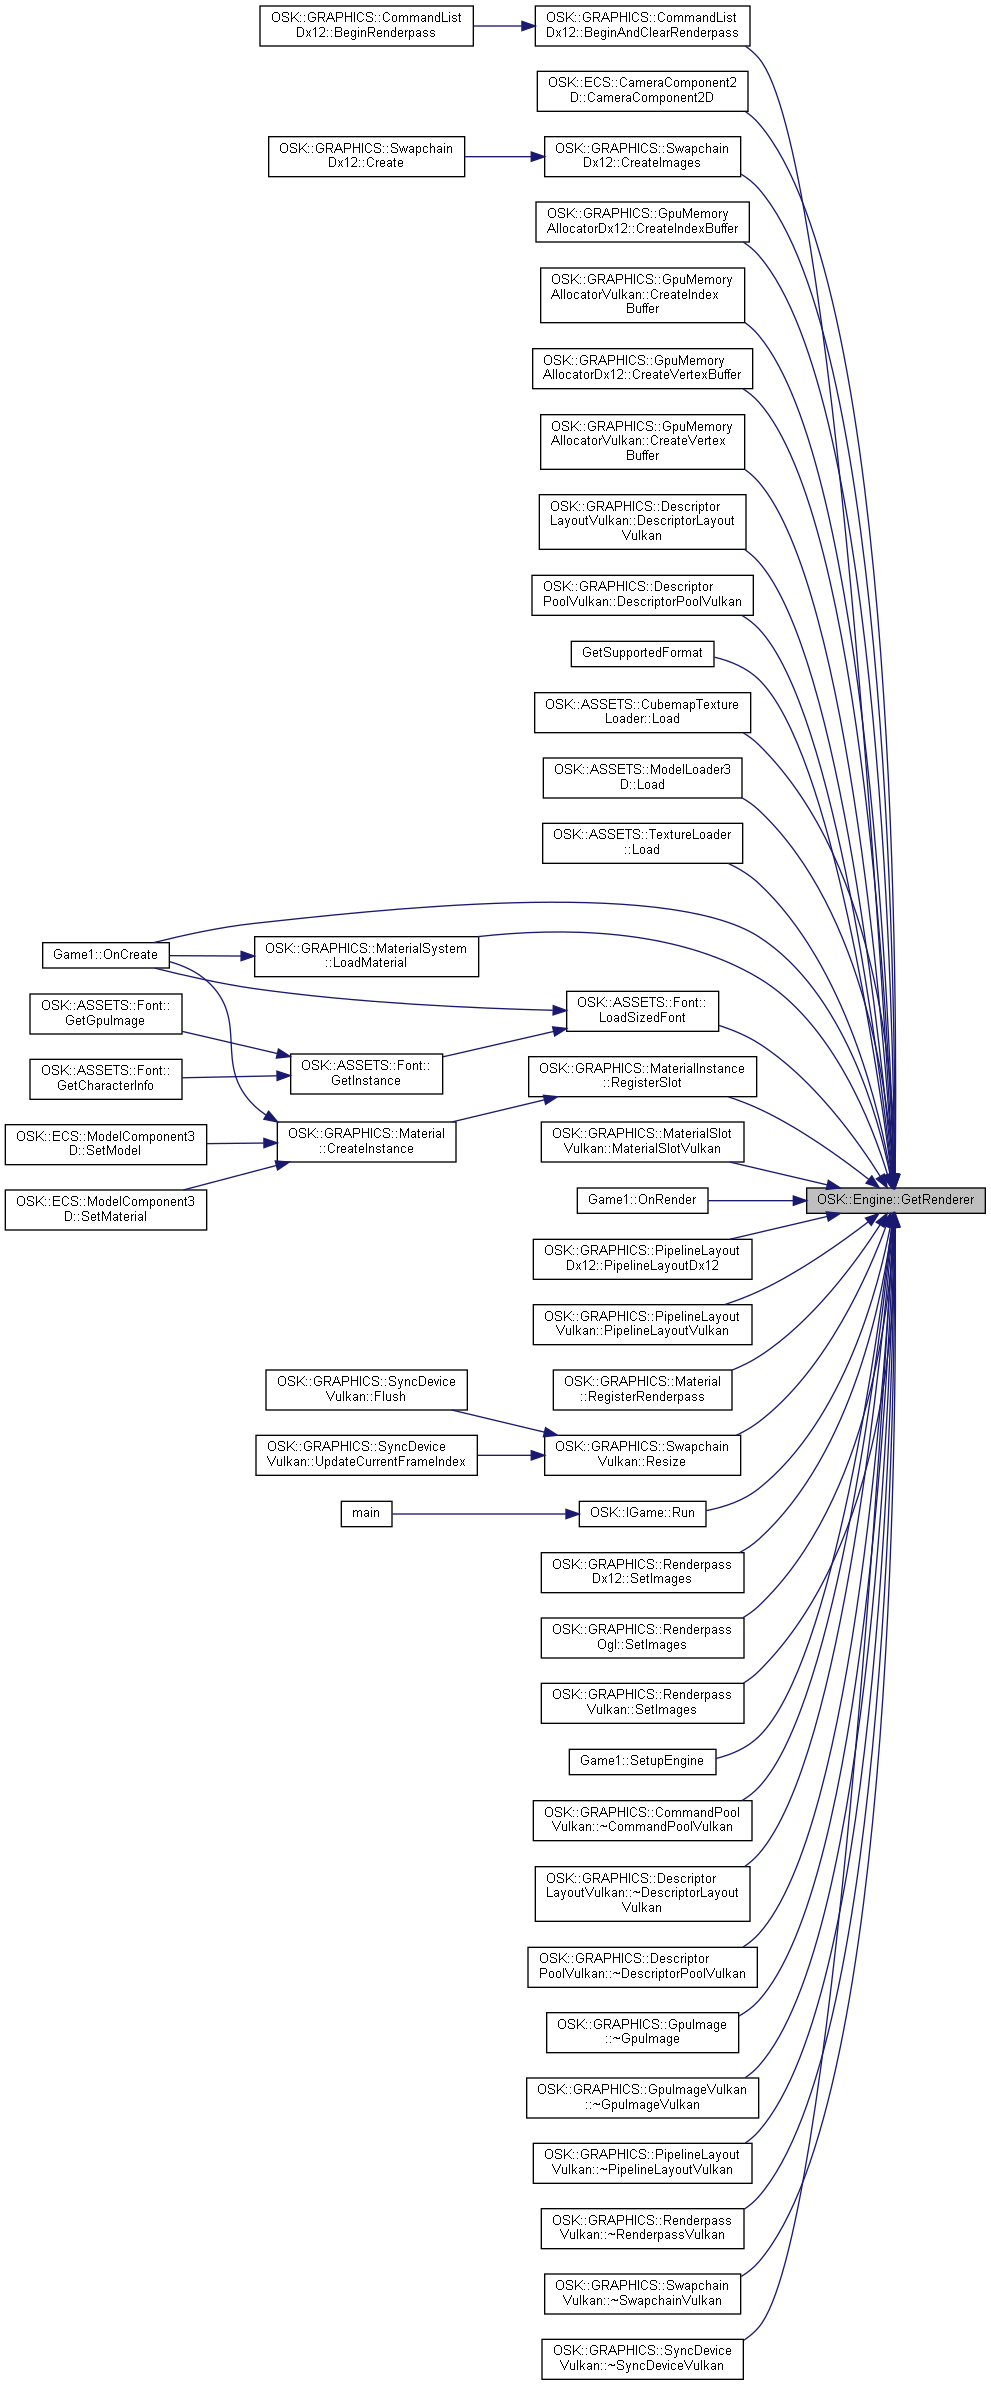 OSK::GRAPHICS::CommandList
Dx12::BeginRenderpass
OSK::GRAPHICS::CommandList
Dx12::BeginAndClearRenderpass
OSK::ECS::CameraComponent2
D::CameraComponent2D
OSK::GRAPHICS::Swapchain
Dx12::Create
OSK::GRAPHICS::Swapchain
Dx12::CreateImages
OSK::GRAPHICS::GpuMemory
AllocatorDx12::CreateIndexBuffer
OSK::GRAPHICS::GpuMemory
AllocatorVulkan::CreateIndex
Buffer
OSK::GRAPHICS::GpuMemory
AllocatorDx12::CreateVertexBuffer
OSK::GRAPHICS::GpuMemory
AllocatorVulkan::CreateVertex
Buffer
OSK::GRAPHICS::Descriptor
LayoutVulkan::DescriptorLayout
Vulkan
OSK::GRAPHICS::Descriptor
PoolVulkan::DescriptorPoolVulkan
GetSupportedFormat
OSK::ASSETS::CubemapTexture
Loader::Load
OSK::ASSETS::ModelLoader3
D::Load
OSK::ASSETS::TextureLoader
::Load
Game1::OnCreate
OSK::GRAPHICS::MaterialSystem
::LoadMaterial
OSK::ASSETS::Font::
GetGpuImage
OSK::ASSETS::Font::
LoadSizedFont
OSK::ASSETS::Font::
GetCharacterInfo
OSK::ASSETS::Font::
GetInstance
OSK::GRAPHICS::MaterialInstance
::RegisterSlot
OSK::ECS::ModelComponent3
D::SetModel
OSK::GRAPHICS::Material
::CreateInstance
OSK::GRAPHICS::MaterialSlot
Vulkan::MaterialSlotVulkan
OSK::ECS::ModelComponent3
D::SetMaterial
Game1::OnRender
OSK::Engine::GetRenderer
OSK::GRAPHICS::PipelineLayout
Dx12::PipelineLayoutDx12
OSK::GRAPHICS::PipelineLayout
Vulkan::PipelineLayoutVulkan
OSK::GRAPHICS::Material
::RegisterRenderpass
OSK::GRAPHICS::SyncDevice
Vulkan::Flush
OSK::GRAPHICS::SyncDevice
Vulkan::UpdateCurrentFrameIndex
OSK::GRAPHICS::Swapchain
Vulkan::Resize
main
OSK::IGame::Run
OSK::GRAPHICS::Renderpass
Dx12::SetImages
OSK::GRAPHICS::Renderpass
Ogl::SetImages
OSK::GRAPHICS::Renderpass
Vulkan::SetImages
Game1::SetupEngine
OSK::GRAPHICS::CommandPool
Vulkan::~CommandPoolVulkan
OSK::GRAPHICS::Descriptor
LayoutVulkan::~DescriptorLayout
Vulkan
OSK::GRAPHICS::Descriptor
PoolVulkan::~DescriptorPoolVulkan
OSK::GRAPHICS::GpuImage
::~GpuImage
OSK::GRAPHICS::GpuImageVulkan
::~GpuImageVulkan
OSK::GRAPHICS::PipelineLayout
Vulkan::~PipelineLayoutVulkan
OSK::GRAPHICS::Renderpass
Vulkan::~RenderpassVulkan
OSK::GRAPHICS::Swapchain
Vulkan::~SwapchainVulkan
OSK::GRAPHICS::SyncDevice
Vulkan::~SyncDeviceVulkan